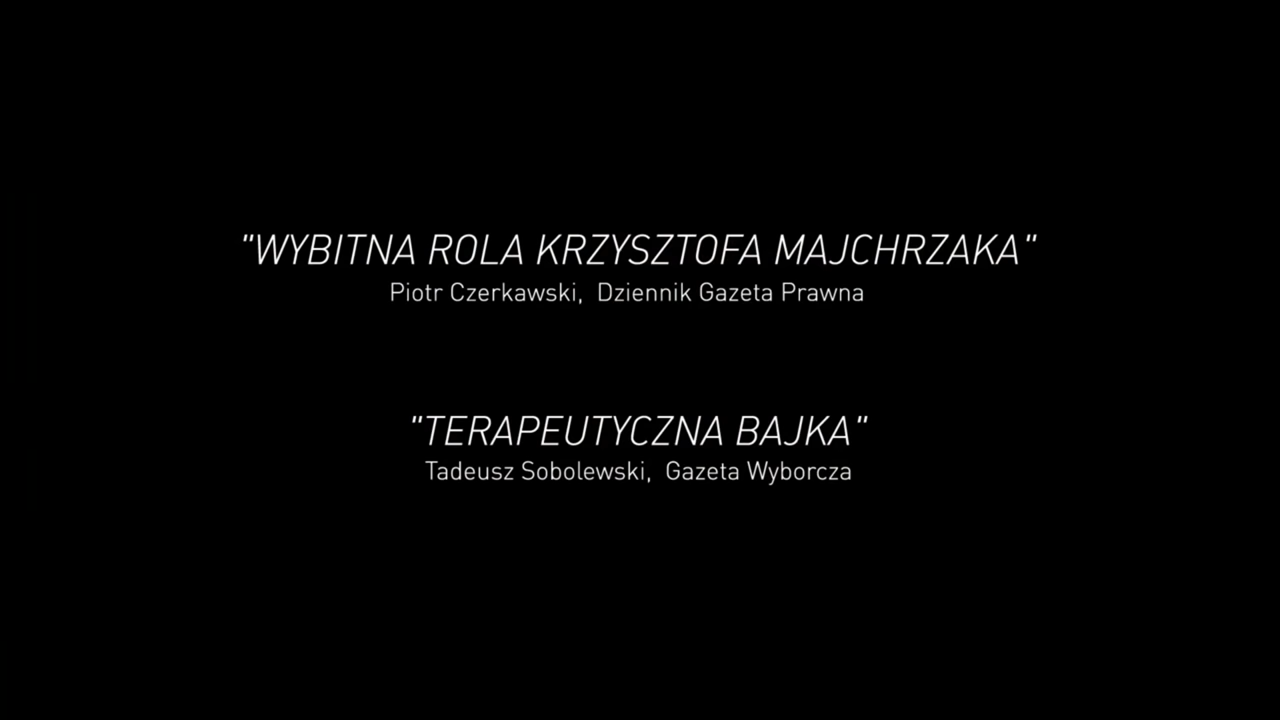 "WYBITNA ROLA KRZYSZTOFA MAJCHRZAKA"
Piotr Czerkawski, Dziennik Gazeta Prawna
"TERAPEUTYCZNA BAJKA"
Tadeusz Sobolewski, Gazeta Wyborcza